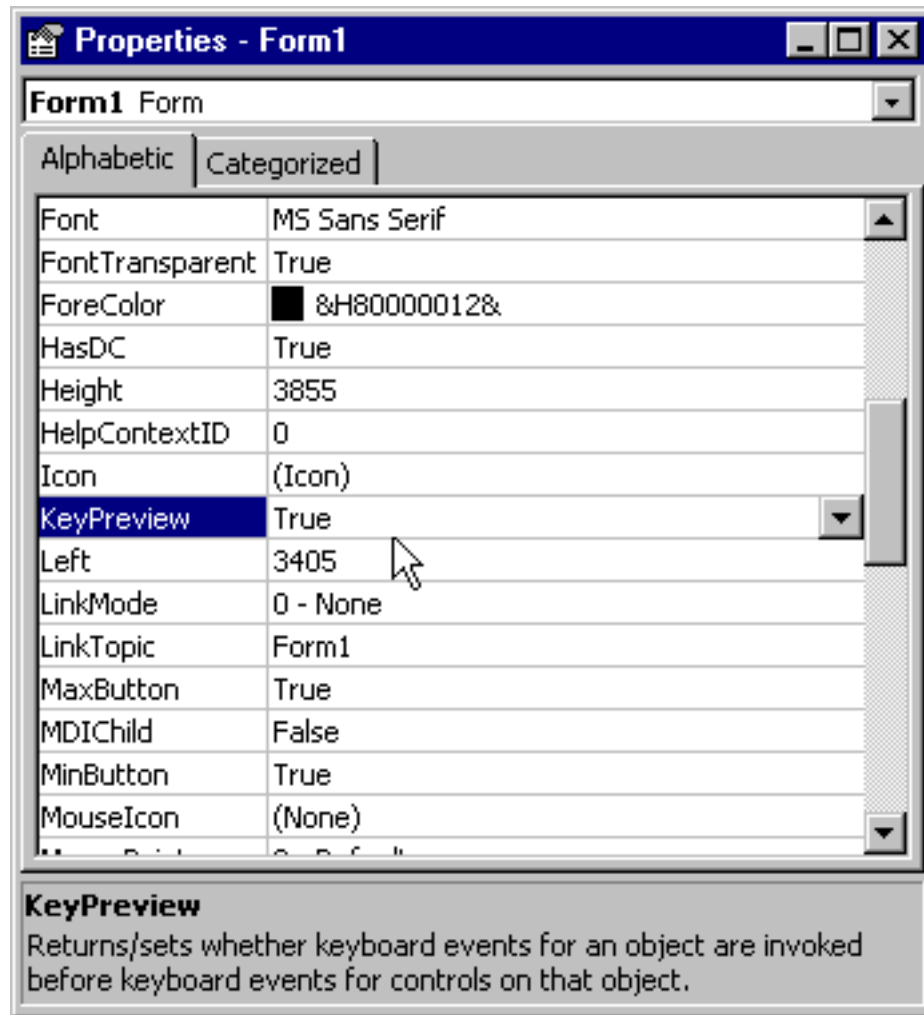 Properties - Form1
Form1 Form
Alphabetic Categorized
Font MS Sans Serif
FontTransparent True
ForeColor &H80000012&
HasDC True
Height 3855
HelpContextID 0
Icon (Icon)
KeyPreview True
Left 3405
LinkMode 0 - None
LinkTopic Form1
MaxButton True
MDIChild False
MinButton True
MouseIcon (None)
KeyPreview
Returns/sets whether keyboard events for an object are invoked
before keyboard events for controls on that object.